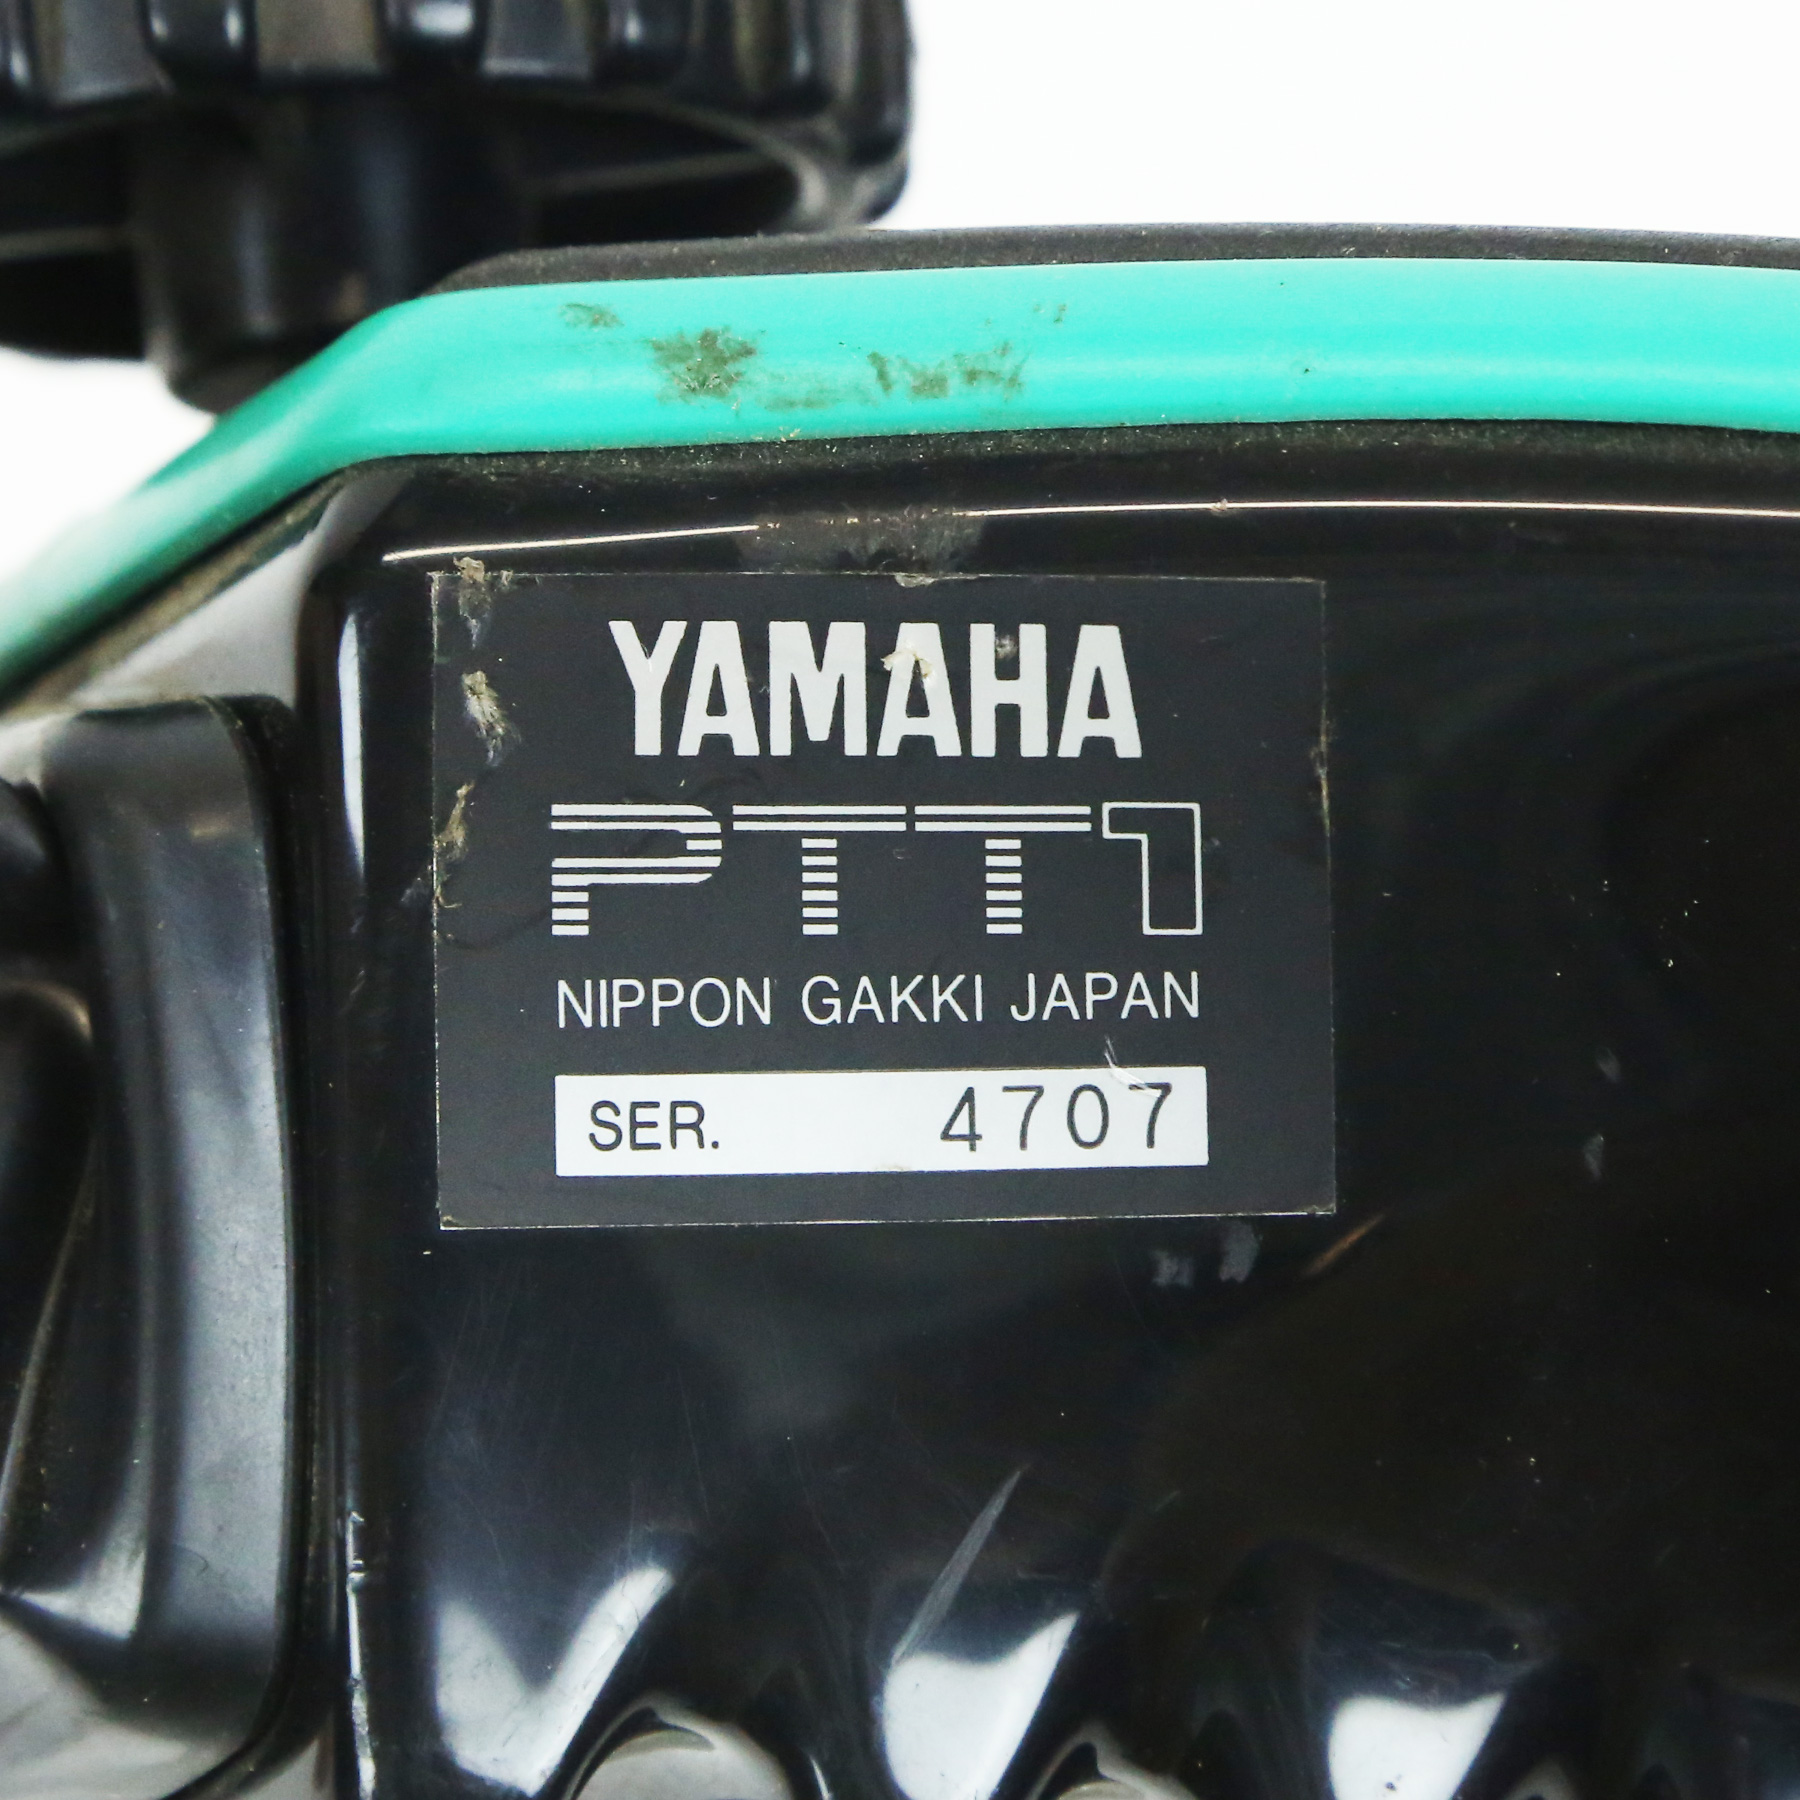 YAMAHA
PTT1
NIPPON GAKKI JAPAN
SER. 4707